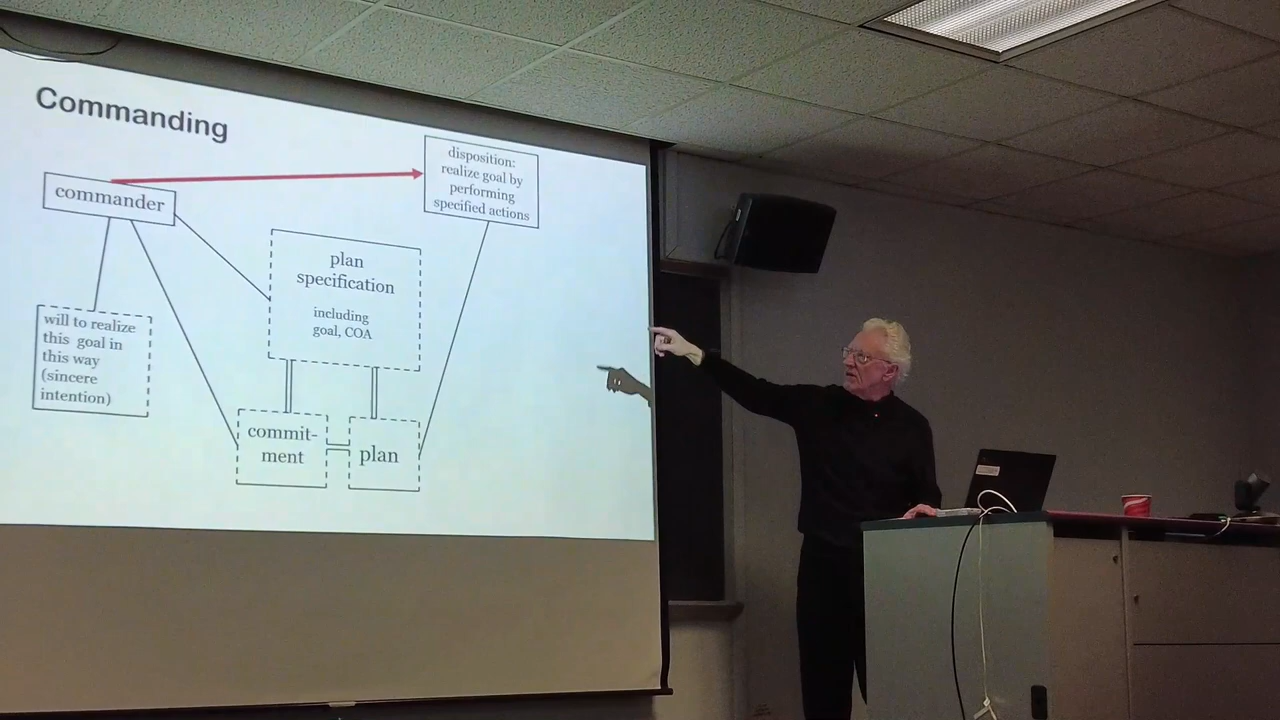 Commanding
commander
disposition:
realize goal by
performing
specified actions
plan
specification
including
goal, COA
will to realize
this goal in
this way
(sincere
intention)
commit-
ment
plan